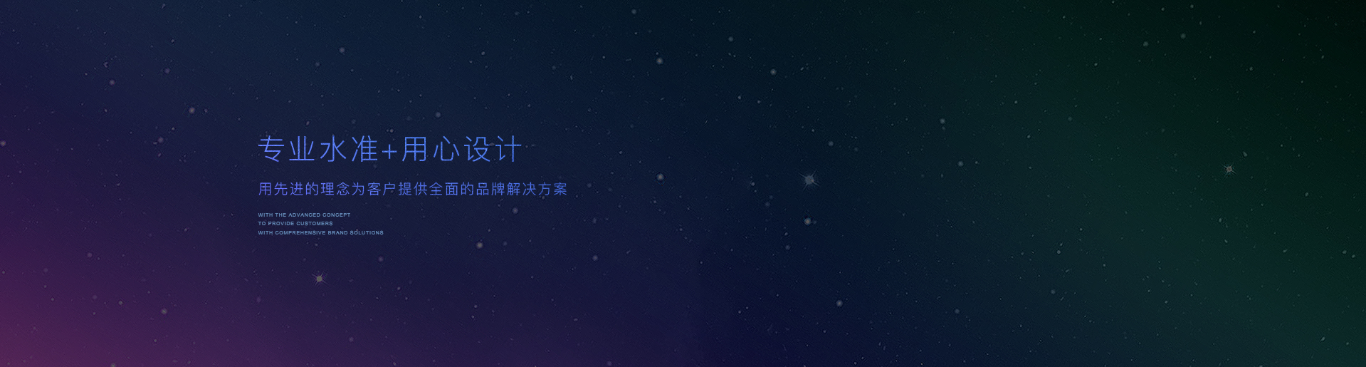 专业水准+用心设计
用先进的理念为客户提供全面的品牌解决方案
WITH THE ADVANCED CONCEPT
TO PROVIDE CUSTOMERS
WITH COMPREHENSIVE BRAND SOLUTIONS